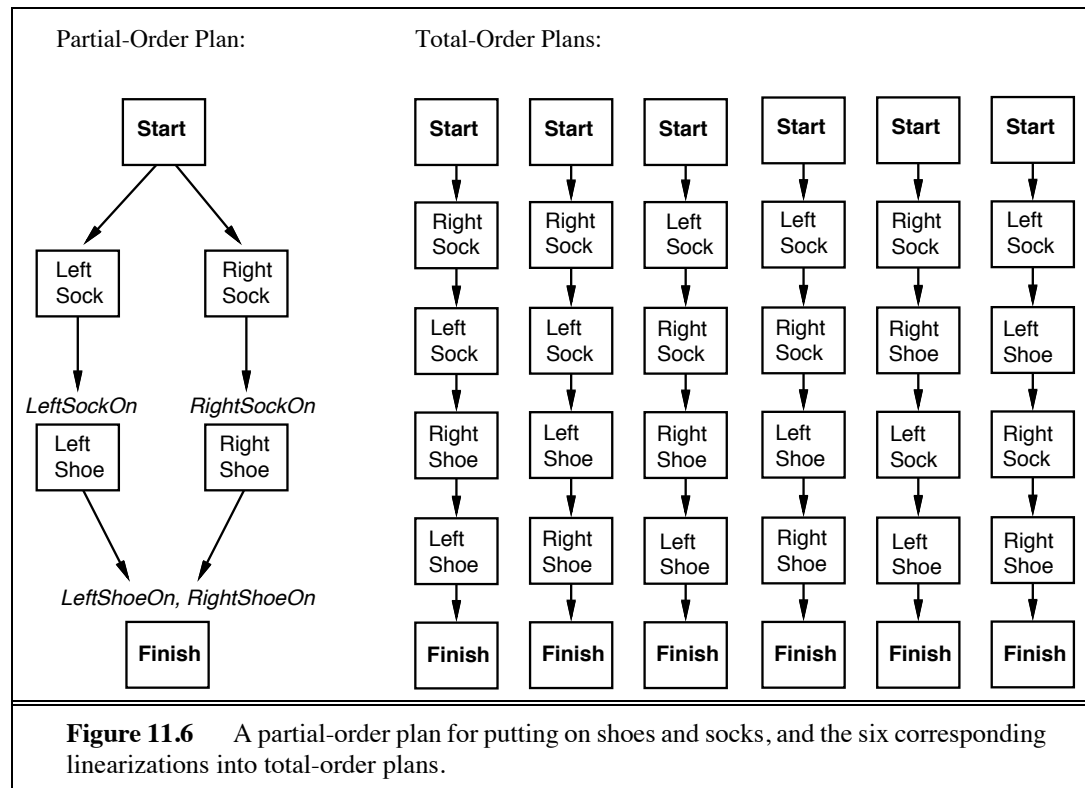 Partial-Order Plan:
Total-Order Plans:
Start
Left
Sock
Right
Sock
LeftSockOn
RightSockOn
Left
Shoe
Right
Shoe
LeftShoeOn, RightShoeOn
Finish
Start
Right
Sock
Left
Sock
Right
Shoe
Left
Shoe
Finish
Start
Right
Sock
Left
Sock
Left
Shoe
Right
Shoe
Finish
Start
Left
Sock
Right
Sock
Right
Shoe
Left
Shoe
Finish
Start
Left
Sock
Right
Sock
Left
Shoe
Right
Shoe
Finish
Start
Right
Sock
Right
Shoe
Left
Sock
Left
Shoe
Finish
Start
Left
Sock
Left
Shoe
Right
Sock
Right
Shoe
Finish
Figure 11.6 A partial-order plan for putting on shoes and socks, and the six corresponding
linearizations into total-order plans.